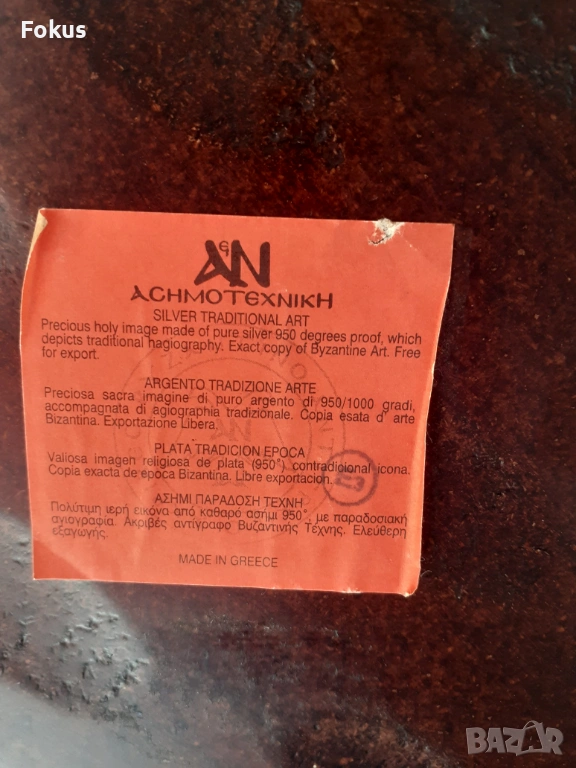 Fokus
ΑεΝ
ΑCΗΜΟΤΕΧΝΙΚΗ
SILVER TRADITIONAL ART
Precious holy image made of pure silver 950 degrees proof, which
depicts traditional hagiography. Exact copy of Byzantine Art. Free
for export.
ARGENTO TRADIZIONE ARTE
Preciosa sacra imagine di puro argento di 950/1000 gradi,
accompagnata di agiographia tradizionale. Copia esata d' arte
Bizantina. Exportazione Libera.
PLATA TRADICION EPOCA
Valiosa imagen religiosa de plata (950°) contradicional icona.
Copia exacta de epoca Bizantina. Libre exportacion.
ΑΣΗΜΙ ΠΑΡΑΔΟΣΗ ΤΕΧΝΗ
Πολύτιμη ιερή εικόνα από καθαρό ασήμι 950°, με παραδοσιακή
αγιογραφία. Ακριβές αντίγραφο Βυζαντινής Τέχνης. Ελεύθερη
εξαγωγής.
MADE IN GREECE
BAZAR